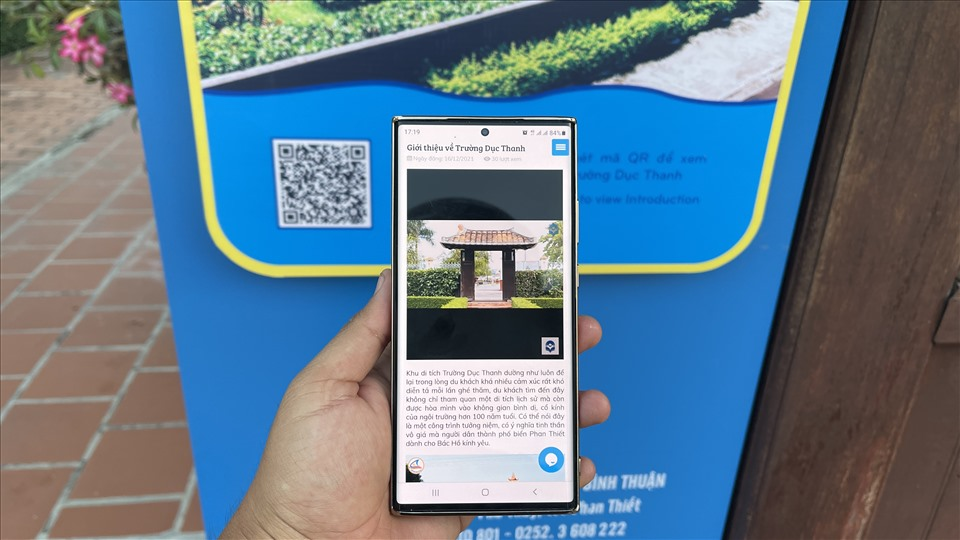 17:19
84%
Giới thiệu về Trường Dục Thanh
Ngày đăng: 16/12/2021 20 lượt xem
ét mã QR để xem
rường Dục Thanh
to view Introduction
Khu di tích Trường Dục Thanh dường như luôn để
lại trong lòng du khách khá nhiều cảm xúc rất khó
diễn tả mỗi lần ghé thăm, du khách tìm đến đây
không chỉ tham quan một di tích lịch sử mà còn
được hòa mình vào không gian bình dị, cổ kính
của ngôi trường hơn 100 năm tuổi. Có thể nói đây
là một công trình tưởng niệm, có ý nghĩa tinh thần
vô giá mà người dân thành phố biển Phan Thiết
dành cho Bác Hồ kính yêu.
BÌNH THUẬN
Phan Thiết
801 - 0252. 3 608 222